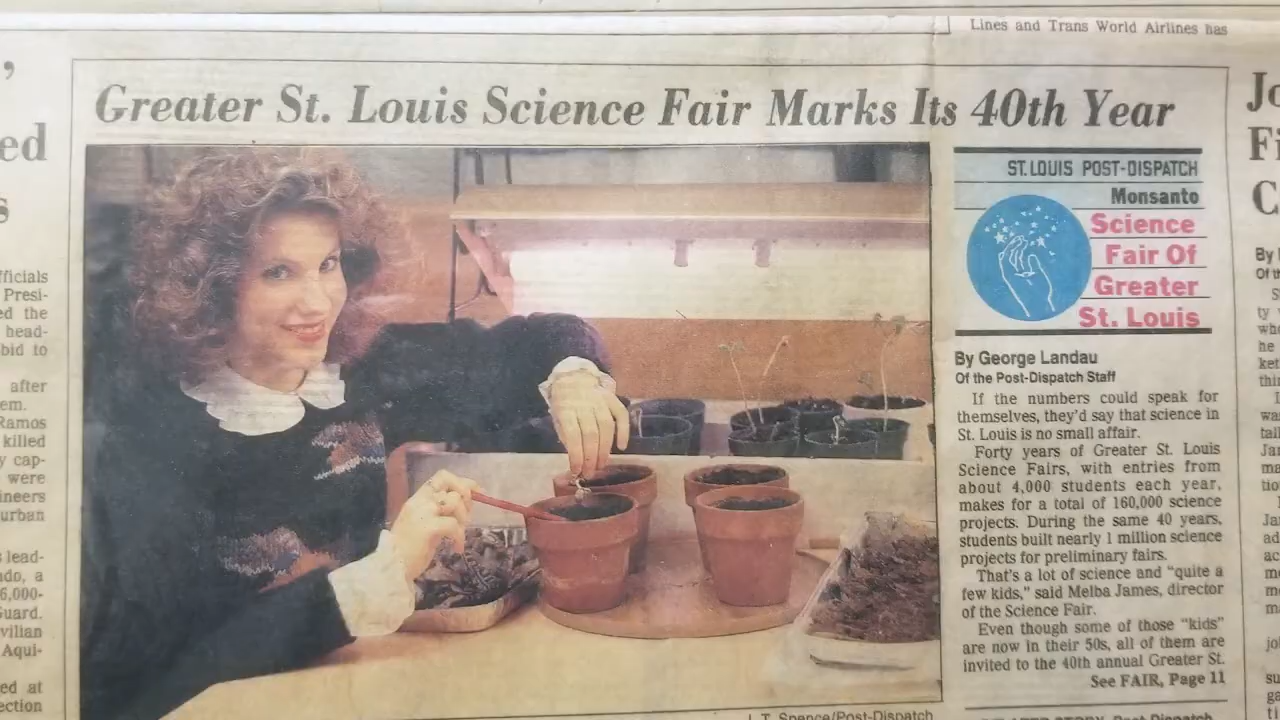 Lines and Trans World Airlines has
Greater St. Louis Science Fair Marks Its 40th Year
ST. LOUIS POST-DISPATCH
Monsanto
Science
Fair Of
Greater
St. Louis
By George Landau
Of the Post-Dispatch Staff
If the numbers could speak for
themselves, they'd say that science in
St. Louis is no small affair.
Forty years of Greater St. Louis
Science Fairs, with entries from
about 4,000 students each year,
makes for a total of 160,000 science
projects. During the same 40 years,
students built nearly 1 million science
projects for preliminary fairs.
That's a lot of science and "quite a
few kids," said Melba James, director
of the Science Fair.
Even though some of those "kids"
are now in their 50s, all of them are
invited to the 40th annual Greater St.
See FAIR, Page 11
J. T. Spence/Post-Dispatch
ed
s
fficials
Presi-
ed the
head-
bid to
after
em.
Ramos
killed
y cap-
were
ineers
urban
s lead-
ndo, a
6,000-
Guard.
vilian
Aqui-
ed at
ection
By
Of th